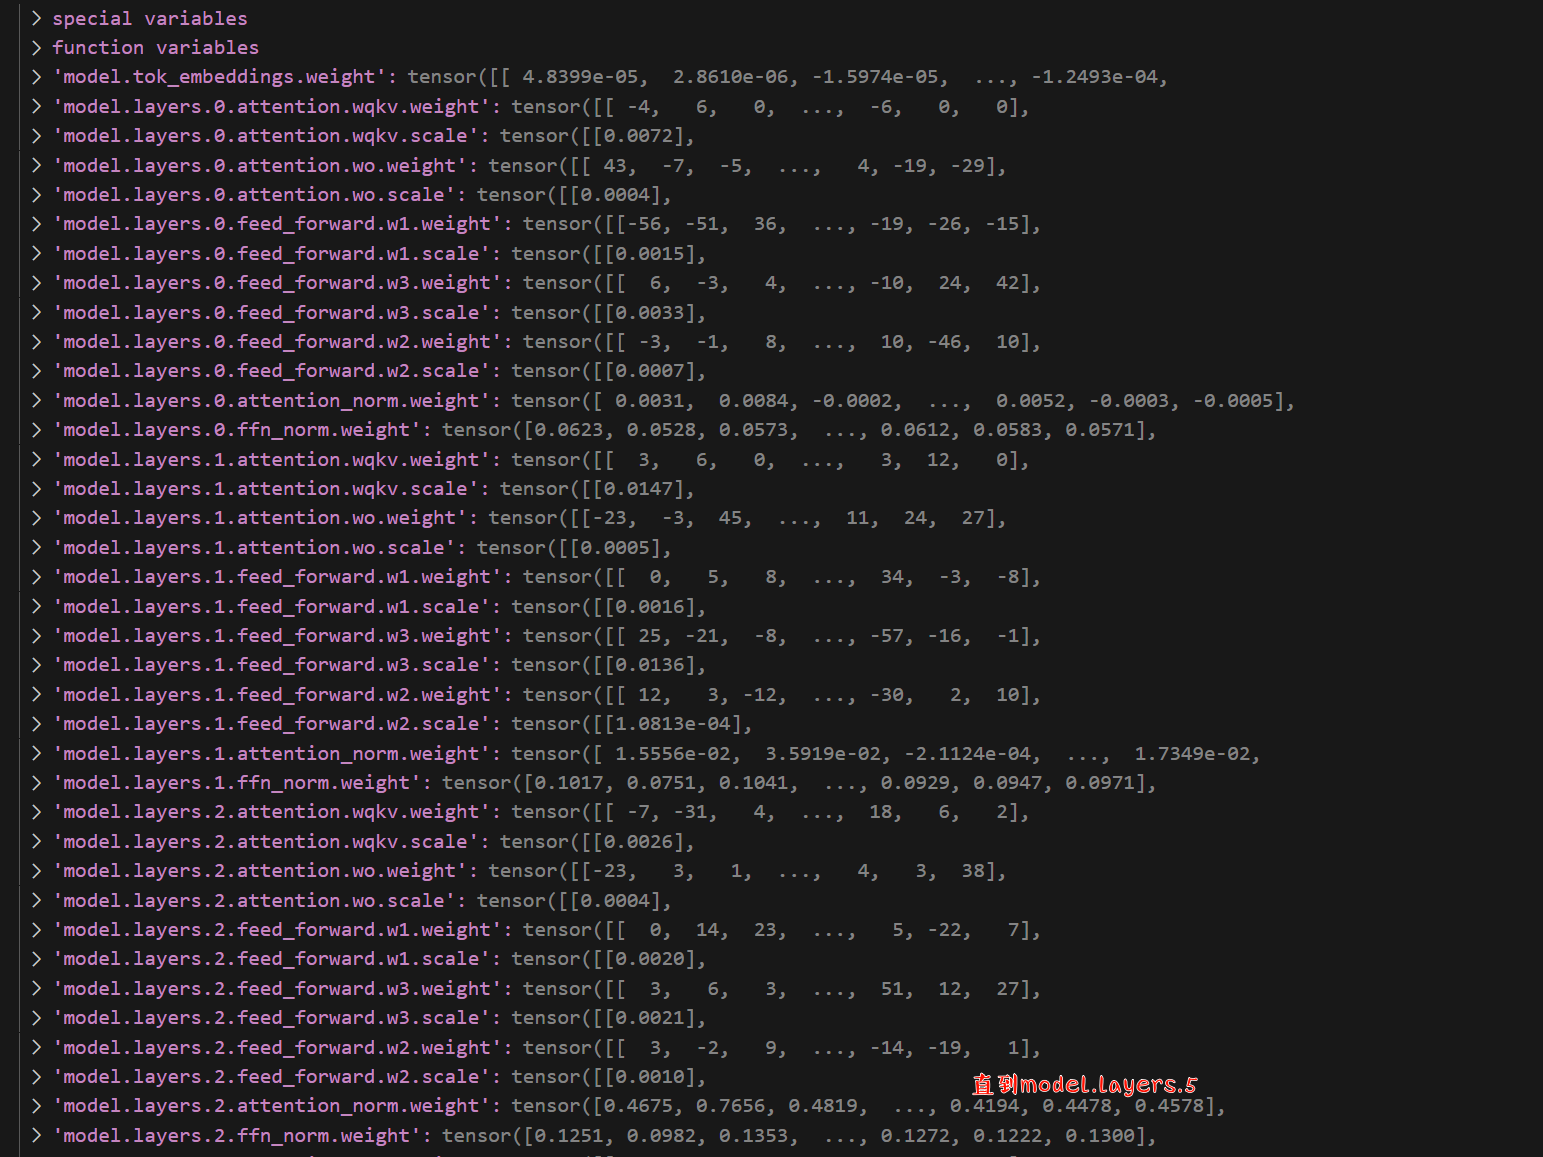 > special variables
> function variables
> 'model.tok_embeddings.weight': tensor([[ 4.8399e-05,  2.8610e-06, -1.5974e-05,  ..., -1.2493e-04,
> 'model.layers.0.attention.wqkv.weight': tensor([[ -4,   6,   0,  ...,  -6,   0,   0],
> 'model.layers.0.attention.wqkv.scale': tensor([[0.0072],
> 'model.layers.0.attention.wo.weight': tensor([[ 43,  -7,  -5,  ...,   4, -19, -29],
> 'model.layers.0.attention.wo.scale': tensor([[0.0004],
> 'model.layers.0.feed_forward.w1.weight': tensor([[-56, -51,  36,  ..., -19, -26, -15],
> 'model.layers.0.feed_forward.w1.scale': tensor([[0.0015],
> 'model.layers.0.feed_forward.w3.weight': tensor([[  6,  -3,   4,  ..., -10,  24,  42],
> 'model.layers.0.feed_forward.w3.scale': tensor([[0.0033],
> 'model.layers.0.feed_forward.w2.weight': tensor([[ -3,  -1,   8,  ...,  10, -46,  10],
> 'model.layers.0.feed_forward.w2.scale': tensor([[0.0007],
> 'model.layers.0.attention_norm.weight': tensor([ 0.0031,  0.0084, -0.0002,  ...,  0.0052, -0.0003, -0.0005],
> 'model.layers.0.ffn_norm.weight': tensor([0.0623, 0.0528, 0.0573,  ..., 0.0612, 0.0583, 0.0571],
> 'model.layers.1.attention.wqkv.weight': tensor([[  3,   6,   0,  ...,   3,  12,   0],
> 'model.layers.1.attention.wqkv.scale': tensor([[0.0147],
> 'model.layers.1.attention.wo.weight': tensor([[-23,  -3,  45,  ...,  11,  24,  27],
> 'model.layers.1.attention.wo.scale': tensor([[0.0005],
> 'model.layers.1.feed_forward.w1.weight': tensor([[  0,   5,   8,  ...,  34,  -3,  -8],
> 'model.layers.1.feed_forward.w1.scale': tensor([[0.0016],
> 'model.layers.1.feed_forward.w3.weight': tensor([[ 25, -21,  -8,  ..., -57, -16,  -1],
> 'model.layers.1.feed_forward.w3.scale': tensor([[0.0136],
> 'model.layers.1.feed_forward.w2.weight': tensor([[ 12,   3, -12,  ..., -30,   2,  10],
> 'model.layers.1.feed_forward.w2.scale': tensor([[1.0813e-04],
> 'model.layers.1.attention_norm.weight': tensor([ 1.5556e-02,  3.5919e-02, -2.1124e-04,  ...,  1.7349e-02,
> 'model.layers.1.ffn_norm.weight': tensor([0.1017, 0.0751, 0.1041,  ..., 0.0929, 0.0947, 0.0971],
> 'model.layers.2.attention.wqkv.weight': tensor([[ -7, -31,   4,  ...,  18,   6,   2],
> 'model.layers.2.attention.wqkv.scale': tensor([[0.0026],
> 'model.layers.2.attention.wo.weight': tensor([[-23,   3,   1,  ...,   4,   3,  38],
> 'model.layers.2.attention.wo.scale': tensor([[0.0004],
> 'model.layers.2.feed_forward.w1.weight': tensor([[  0,  14,  23,  ...,   5, -22,   7],
> 'model.layers.2.feed_forward.w1.scale': tensor([[0.0020],
> 'model.layers.2.feed_forward.w3.weight': tensor([[  3,   6,   3,  ...,  51,  12,  27],
> 'model.layers.2.feed_forward.w3.scale': tensor([[0.0021],
> 'model.layers.2.feed_forward.w2.weight': tensor([[  3,  -2,   9,  ..., -14, -19,   1],
> 'model.layers.2.feed_forward.w2.scale': tensor([[0.0010],
直到model.layers.5
> 'model.layers.2.attention_norm.weight': tensor([0.4675, 0.7656, 0.4819,  ..., 0.4194, 0.4478, 0.4578],
> 'model.layers.2.ffn_norm.weight': tensor([0.1251, 0.0982, 0.1353,  ..., 0.1272, 0.1222, 0.1300],